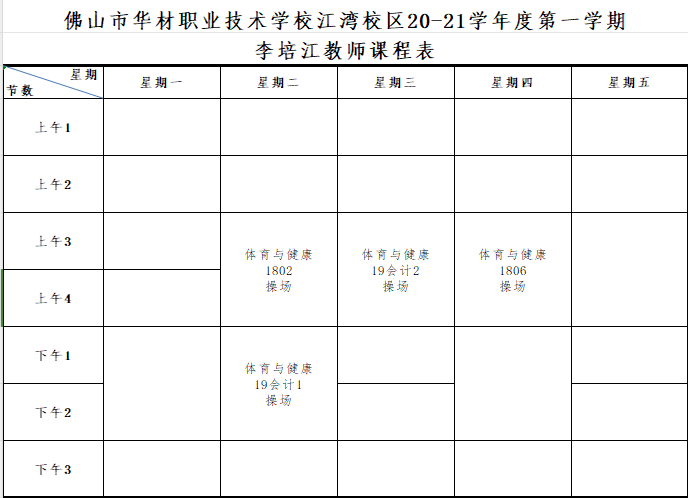 佛山市华材职业技术学校江湾校区20-21学年度第一学期
李培江教师课程表
星期
节数
星期一
星期二
星期三
星期四
星期五
上午1
上午2
上午3
体育与健康
1802
操场
体育与健康
19会计2
操场
体育与健康
1806
操场
上午4
下午1
体育与健康
19会计1
操场
下午2
下午3